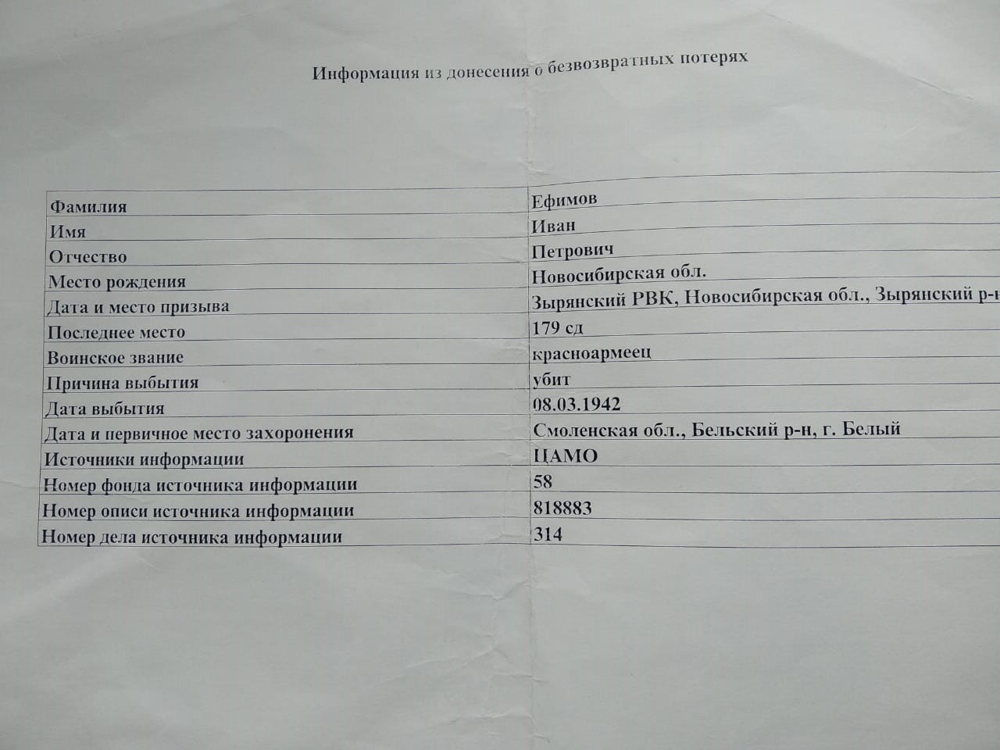 Информация из донесения о безвозвратных потерях
Фамилия Ефимов
Имя Иван
Отчество Петрович
Место рождения Новосибирская обл.
Дата и место призыва Зырянский РВК, Новосибирская обл., Зырянский р-н
Последнее место 179 сд
Воинское звание красноармеец
Причина выбытия убит
Дата выбытия 08.03.1942
Дата и первичное место захоронения Смоленская обл., Бельский р-н, г. Белый
Источники информации ЦАМО
Номер фонда источника информации 58
Номер описи источника информации 818883
Номер дела источника информации 314